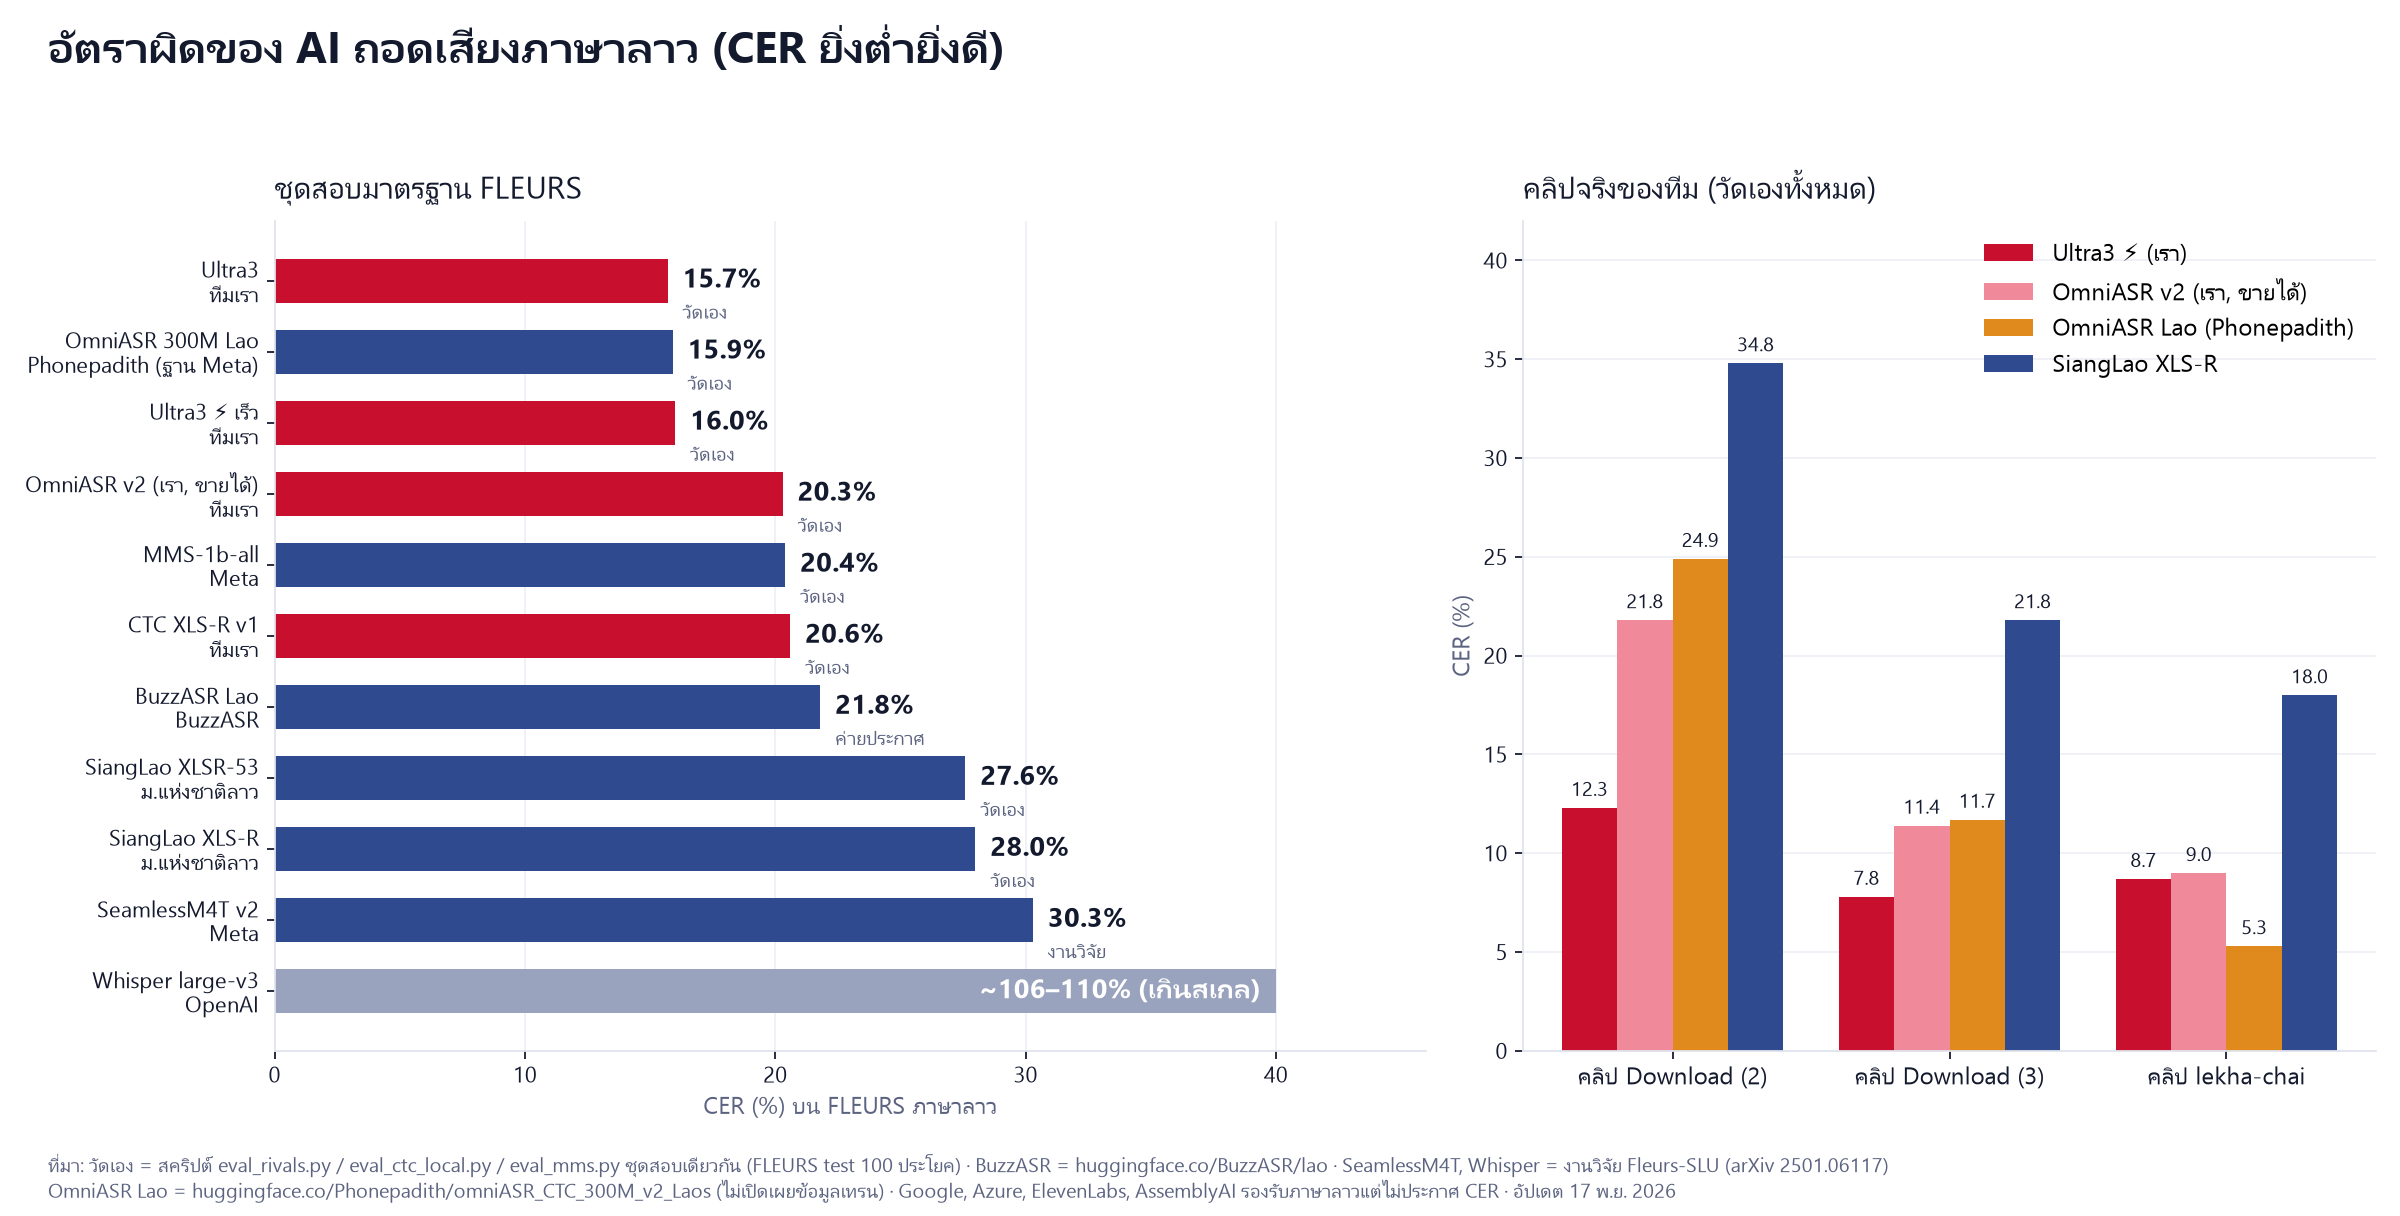 อัตราผิดของ AI ถอดเสียงภาษาลาว (CER ยิ่งต่ำยิ่งดี)
ชุดสอบมาตรฐาน FLEURS
Ultra3
ทีมเรา
15.7%
วัดเอง
OmniASR 300M Lao
Phonepadith (ฐาน Meta)
15.9%
วัดเอง
Ultra3 ⚡ เร็ว
ทีมเรา
16.0%
วัดเอง
OmniASR v2 (เรา, ขายได้)
ทีมเรา
20.3%
วัดเอง
MMS-1b-all
Meta
20.4%
วัดเอง
CTC XLS-R v1
ทีมเรา
20.6%
วัดเอง
BuzzASR Lao
BuzzASR
21.8%
ค่ายประกาศ
SiangLao XLSR-53
ม.แห่งชาติลาว
27.6%
วัดเอง
SiangLao XLS-R
ม.แห่งชาติลาว
28.0%
วัดเอง
SeamlessM4T v2
Meta
30.3%
งานวิจัย
Whisper large-v3
OpenAI
~106–110% (เกินสเกล)
0 10 20 30 40
CER (%) บน FLEURS ภาษาลาว
คลิปจริงของทีม (วัดเองทั้งหมด)
Ultra3 ⚡ (เรา)
OmniASR v2 (เรา, ขายได้)
OmniASR Lao (Phonepadith)
SiangLao XLS-R
CER (%)
40
35
30
25
20
15
10
5
0
12.3 21.8 24.9 34.8
7.8 11.4 11.7 21.8
8.7 9.0 5.3 18.0
คลิป Download (2) คลิป Download (3) คลิป lekha-chai
ที่มา: วัดเอง = สคริปต์ eval_rivals.py / eval_ctc_local.py / eval_mms.py ชุดสอบเดียวกัน (FLEURS test 100 ประโยค) · BuzzASR = huggingface.co/BuzzASR/lao · SeamlessM4T, Whisper = งานวิจัย Fleurs-SLU (arXiv 2501.06117)
OmniASR Lao = huggingface.co/Phonepadith/omniASR_CTC_300M_v2_Laos (ไม่เปิดเผยข้อมูลเทรน) · Google, Azure, ElevenLabs, AssemblyAI รองรับภาษาลาวแต่ไม่ประกาศ CER · อัปเดต 17 พ.ย. 2026